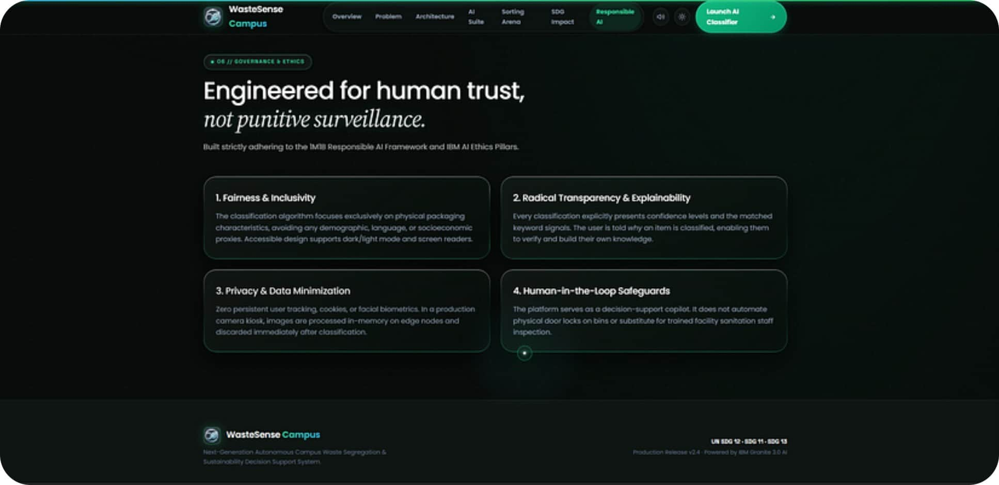 WasteSense
Campus
Overview
Problem
Architecture
AI
Suite
Sorting
Arena
SDG
Impact
Responsible
AI
Launch AI
Classifier
06 // GOVERNANCE & ETHICS
Engineered for human trust,
not punitive surveillance.
Built strictly adhering to the 1M1B Responsible AI Framework and IBM AI Ethics Pillars.
1. Fairness & Inclusivity
The classification algorithm focuses exclusively on physical packaging
characteristics, avoiding any demographic, language, or socioeconomic
proxies. Accessible design supports dark/light mode and screen readers.
2. Radical Transparency & Explainability
Every classification explicitly presents confidence levels and the matched
keyword signals. The user is told why an item is classified, enabling them
to verify and build their own knowledge.
3. Privacy & Data Minimization
Zero persistent user tracking, cookies, or facial biometrics. In a production
camera kiosk, images are processed in-memory on edge nodes and
discarded immediately after classification.
4. Human-in-the-Loop Safeguards
The platform serves as a decision-support copilot. It does not automate
physical door locks on bins or substitute for trained facility sanitation staff
inspection.
WasteSense Campus
Next-Generation Autonomous Campus Waste Segregation &
Sustainability Decision Support System.
UN SDG 12 • SDG 11 • SDG 13
Production Release v2.4 · Powered by IBM Granite 3.0 AI